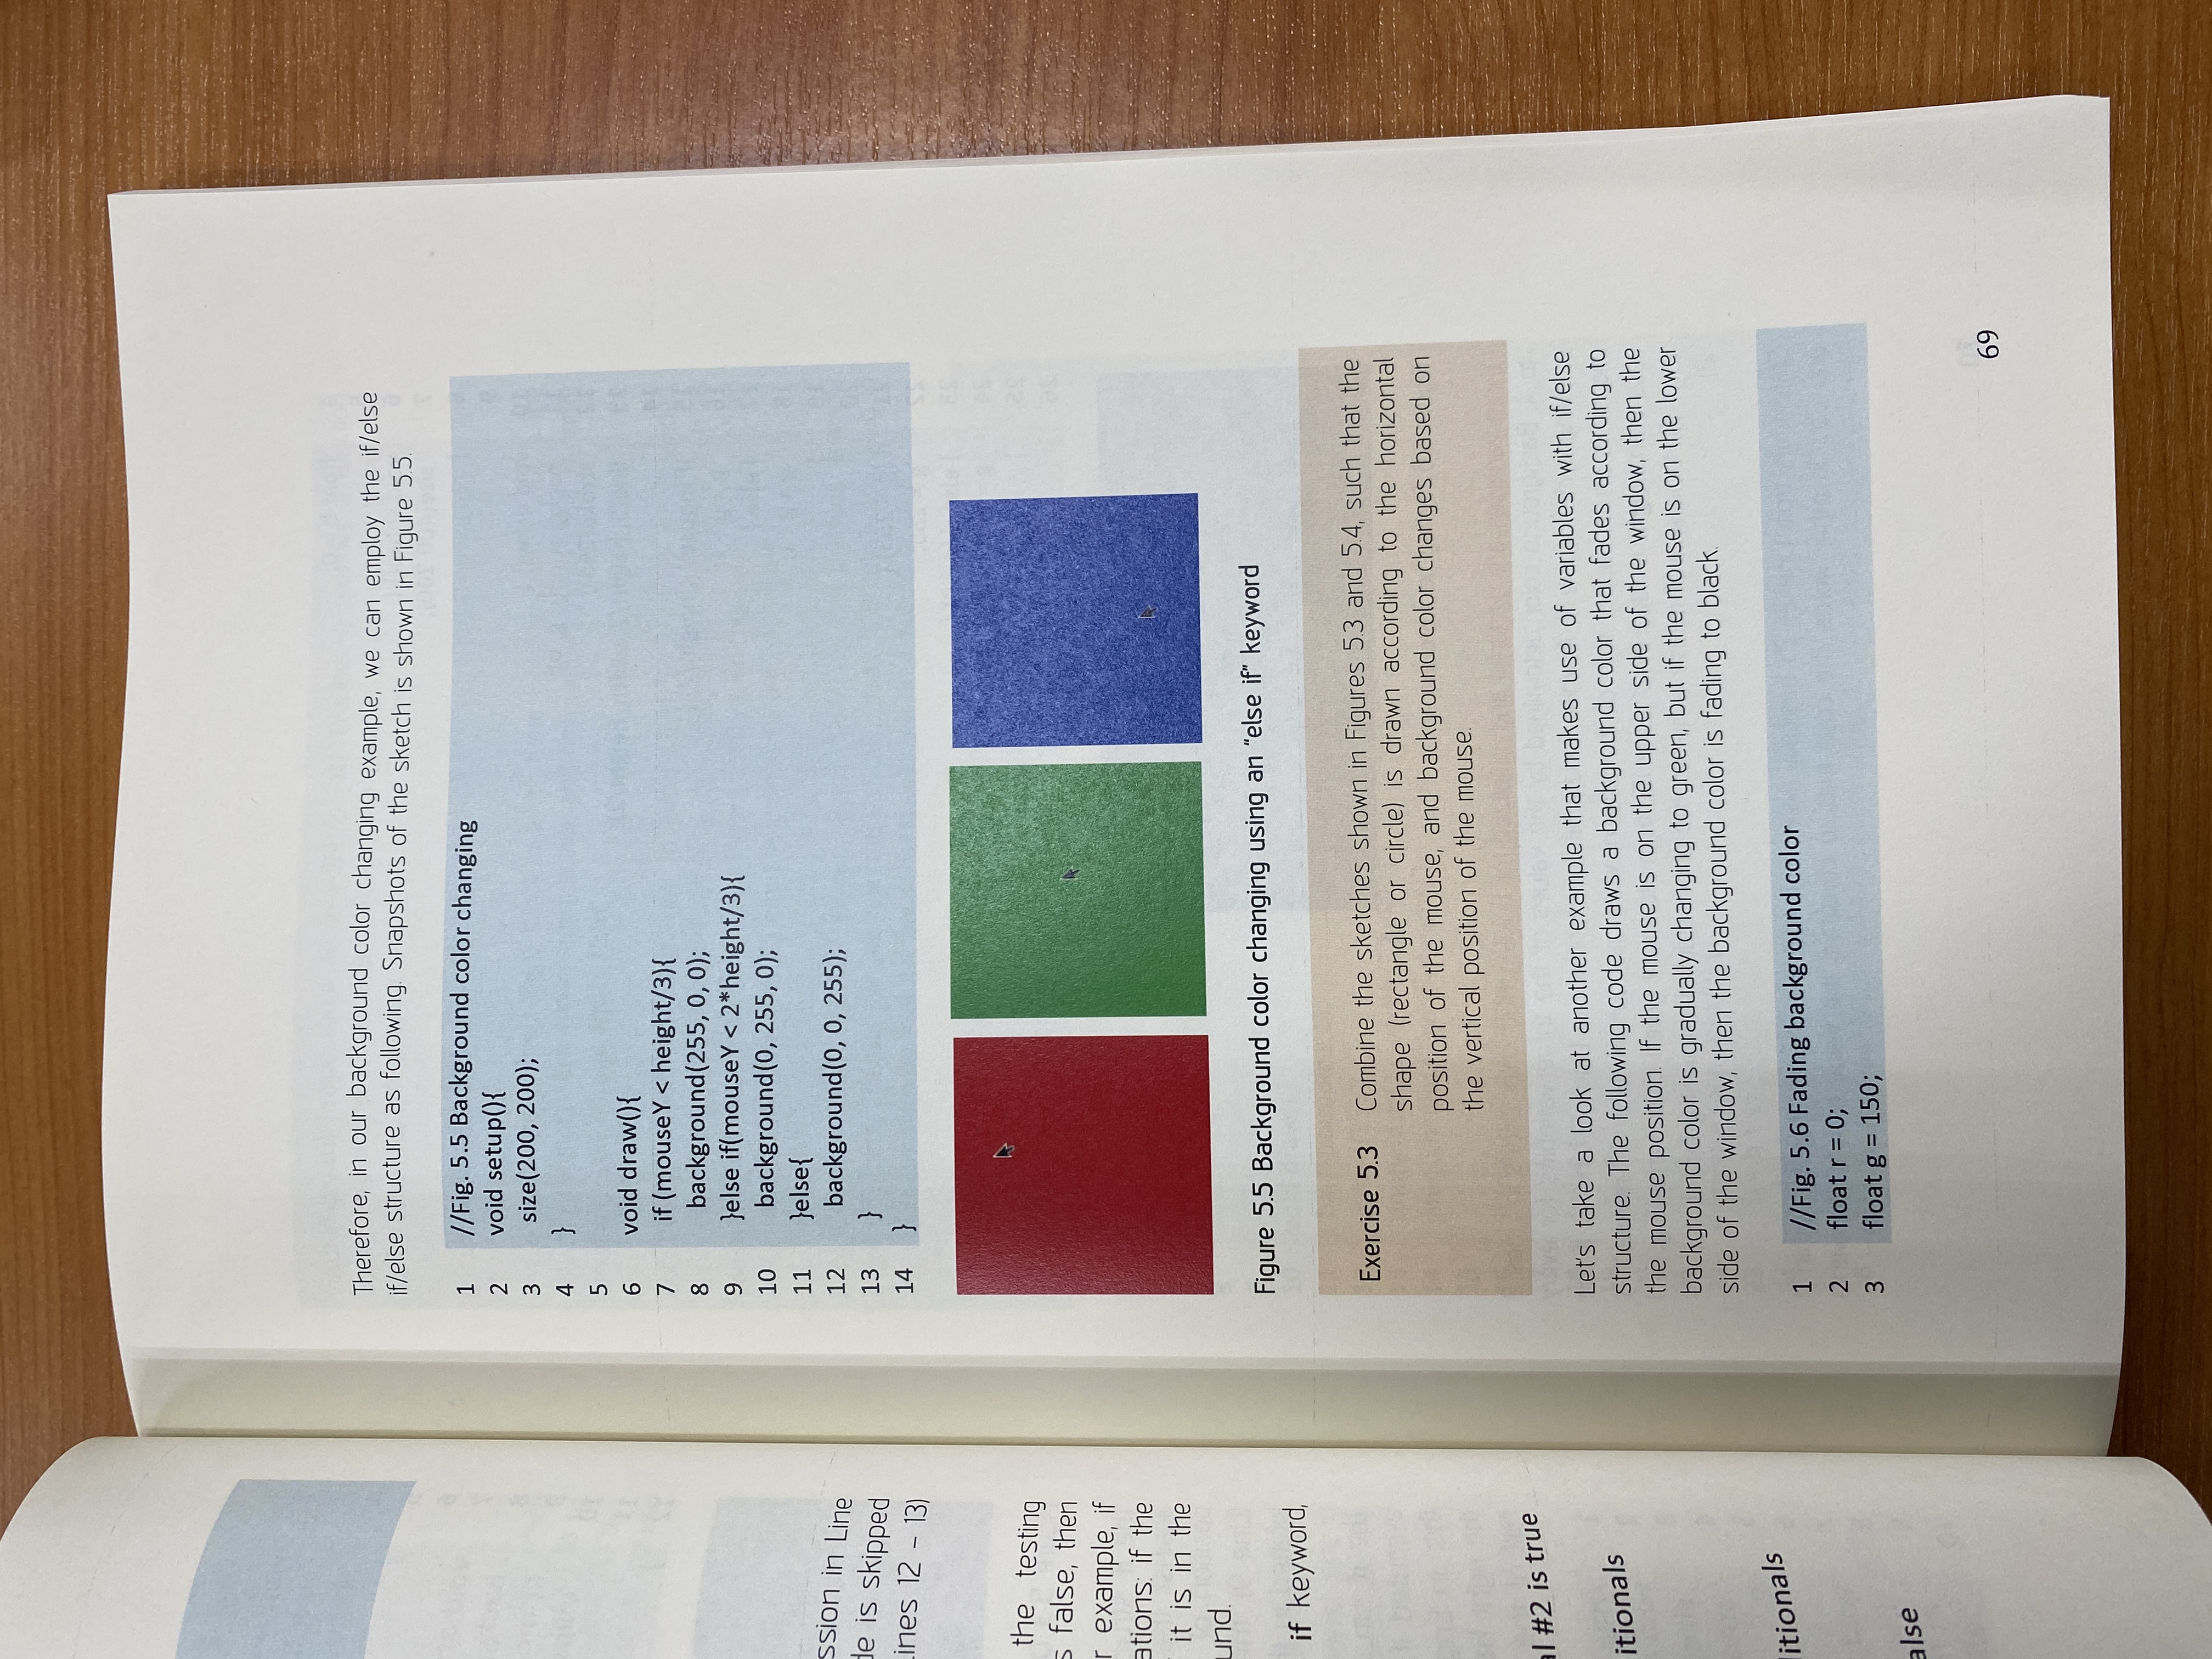 ssion in Line
de is skipped
Lines 12 – 13)
the testing
s false, then
r example, if
ations: if the
it is in the
und.
if keyword,
al #2 is true
itionals
litionals
alse
Therefore, in our background color changing example, we can employ the if/else
if/else structure as following. Snapshots of the sketch is shown in Figure 5.5.
1 //Fig. 5.5 Background color changing
2 void setup(){
3 size(200, 200);
4 }
5
6 void draw(){
7 if (mouseY < height/3){
8 background(255, 0, 0);
9 }else if(mouseY < 2*height/3){
10 background(0, 255, 0);
11 }else{
12 background(0, 0, 255);
13 }
14 }
Figure 5.5 Background color changing using an "else if" keyword
Exercise 5.3 Combine the sketches shown in Figures 5.3 and 5.4, such that the
shape (rectangle or circle) is drawn according to the horizontal
position of the mouse, and background color changes based on
the vertical position of the mouse.
Let's take a look at another example that makes use of variables with if/else
structure. The following code draws a background color that fades according to
the mouse position. If the mouse is on the upper side of the window, then the
background color is gradually changing to green, but if the mouse is on the lower
side of the window, then the background color is fading to black.
1 //Fig. 5.6 Fading background color
2 float r = 0;
3 float g = 150;
69